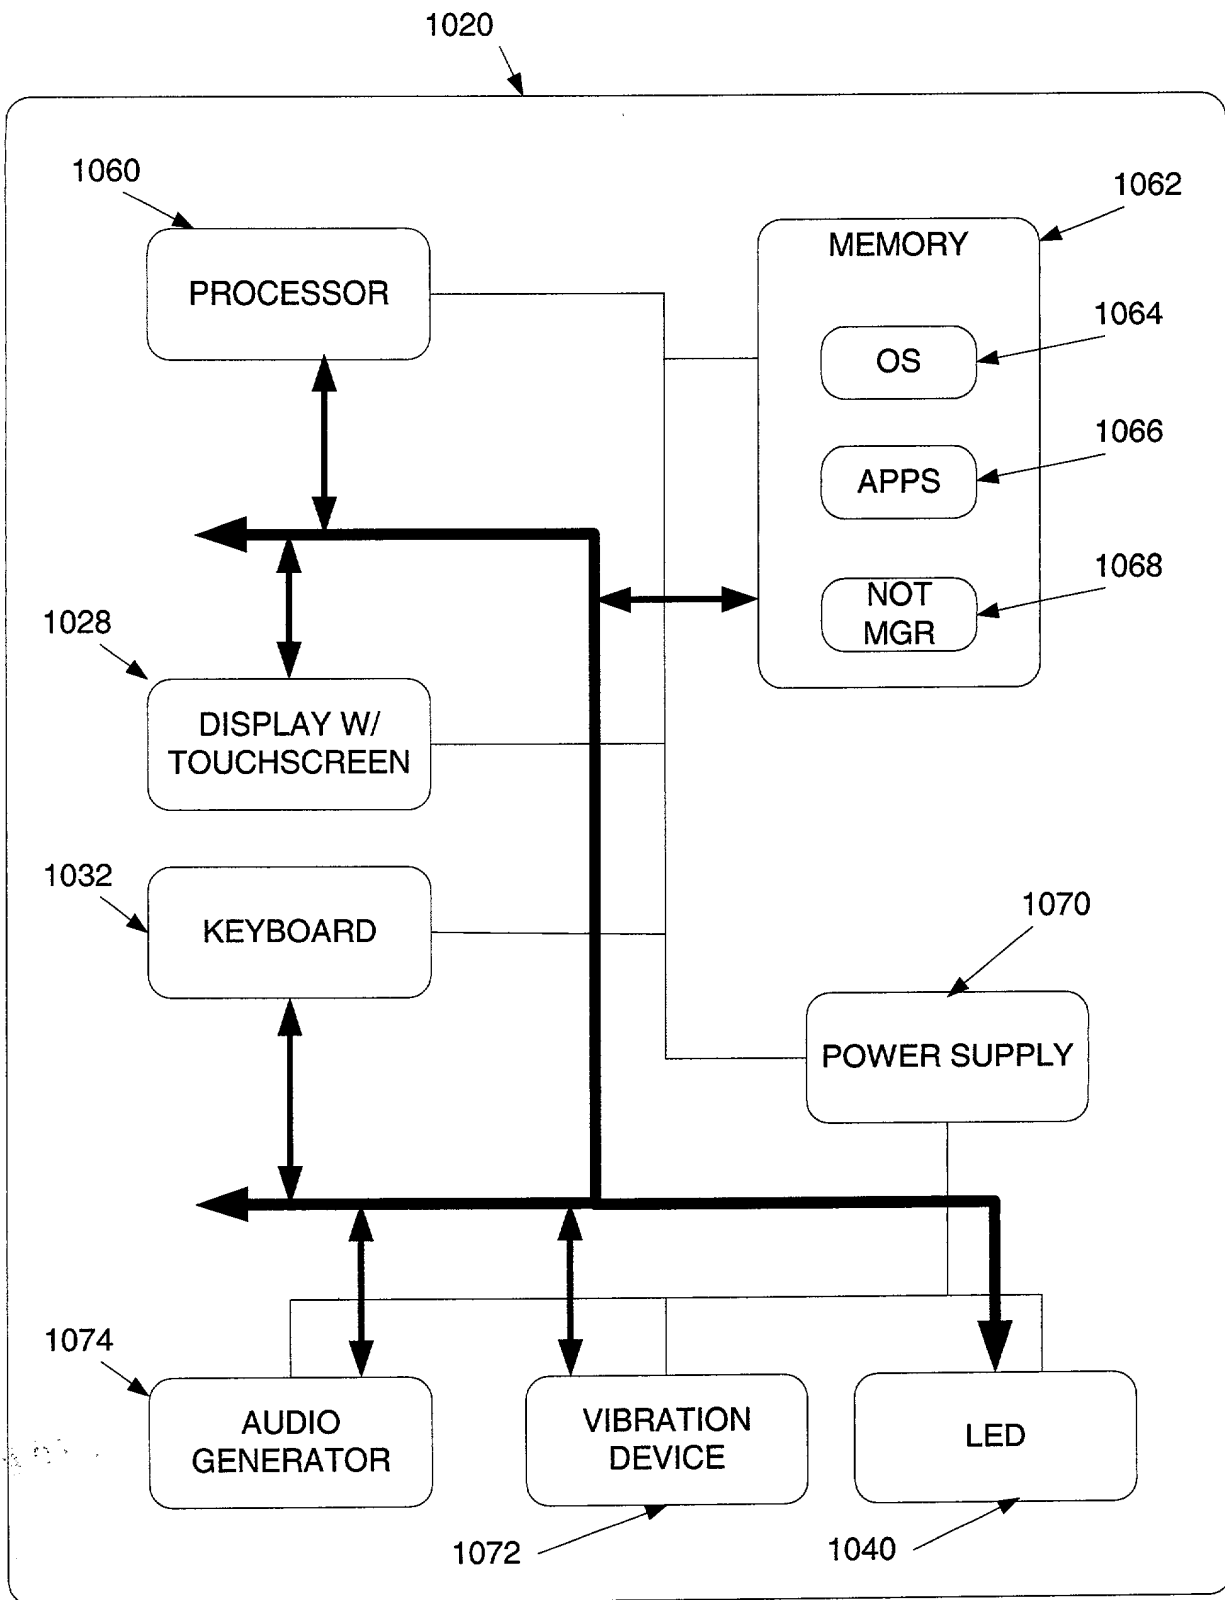 1020
1060
1062
PROCESSOR
MEMORY
1064
OS
1066
APPS
1068
NOT
MGR
1028
DISPLAY W/
TOUCHSCREEN
1032
KEYBOARD
1070
POWER SUPPLY
1074
AUDIO
GENERATOR
VIBRATION
DEVICE
LED
1072
1040